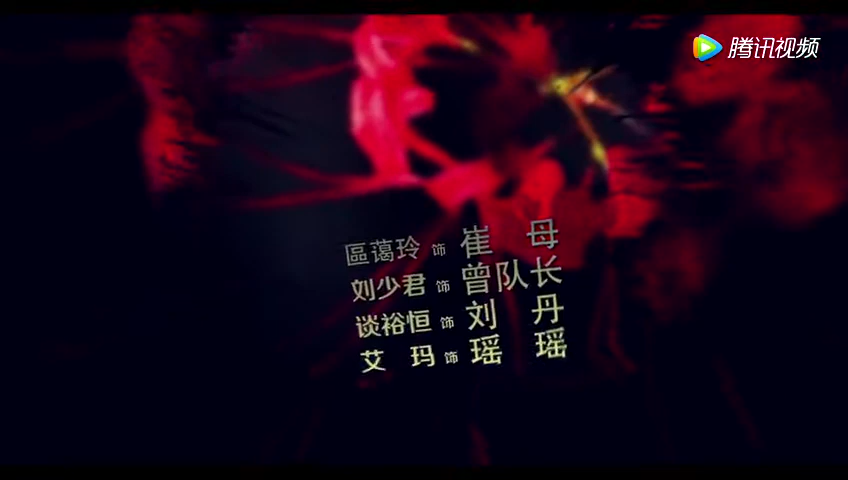 腾讯视频
區蔼玲 饰 崔 母
刘少君 饰 曾队长
谈裕恒 饰 刘 丹
艾 玛 饰 瑶 瑶